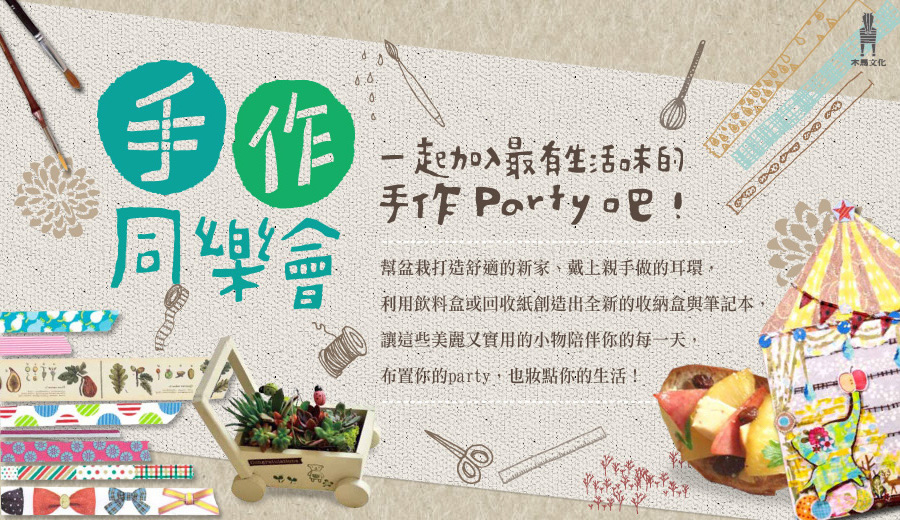 木馬文化
手作
同樂會
一起加入最有生活味的
手作 Party 吧！
幫盆栽打造舒適的新家、戴上親手做的耳環，
利用飲料盒或回收紙創造出全新的收納盒與筆記本，
讓這些美麗又實用的小物陪伴你的每一天，
布置你的party，也妝點你的生活！